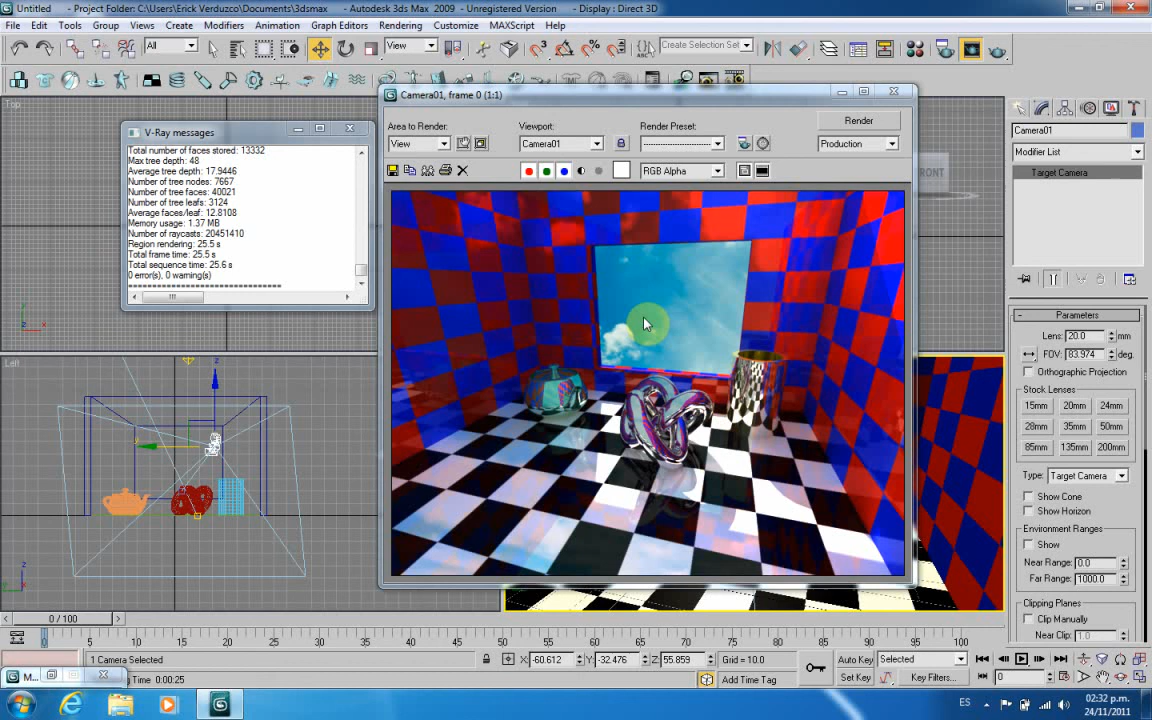 Untitled - Project Folder: C:\Users\Erick Verduzco\Documents\3dsmax - Autodesk 3ds Max 2009 - Unregistered Version - Display : Direct 3D
File Edit Tools Group Views Create Modifiers Animation Graph Editors Rendering Customize MAXScript Help
All
View
Create Selection Set
Top
V-Ray messages
Total number of faces stored: 13332
Max tree depth: 48
Average tree depth: 17.9446
Number of tree nodes: 7667
Number of tree faces: 40021
Number of tree leafs: 3124
Average faces/leaf: 12.8108
Memory usage: 1.37 MB
Number of raycasts: 20451410
Region rendering: 25.5 s
Total frame time: 25.5 s
Total sequence time: 25.6 s
0 error(s), 0 warning(s)
================================
Camera01, frame 0 (1:1)
Area to Render:
View
Viewport:
Camera01
Render Preset:
Render
Production
RGB Alpha
FRONT
Camera01
Modifier List
Target Camera
Parameters
Lens: 20.0 mm
FOV: 83.974 deg.
Orthographic Projection
Stock Lenses
15mm 20mm 24mm
28mm 35mm 50mm
85mm 135mm 200mm
Type: Target Camera
Show Cone
Show Horizon
Environment Ranges
Show
Near Range: 0.0
Far Range: 1000.0
Clipping Planes
Clip Manually
Near Clip: 1.0
Left
z
y
z
x
z
y
0 / 100
0 5 10 15 20 25 30 35 40 45 50 55 60 65 70 75 80 85 90 95 100
1 Camera Selected
X: -60.612 Y: -32.476 Z: 55.859
Grid = 10.0
Auto Key Selected
M...
Time 0:00:25
Add Time Tag
Set Key Key Filters...
0
ES
02:32 p.m.
24/11/2011